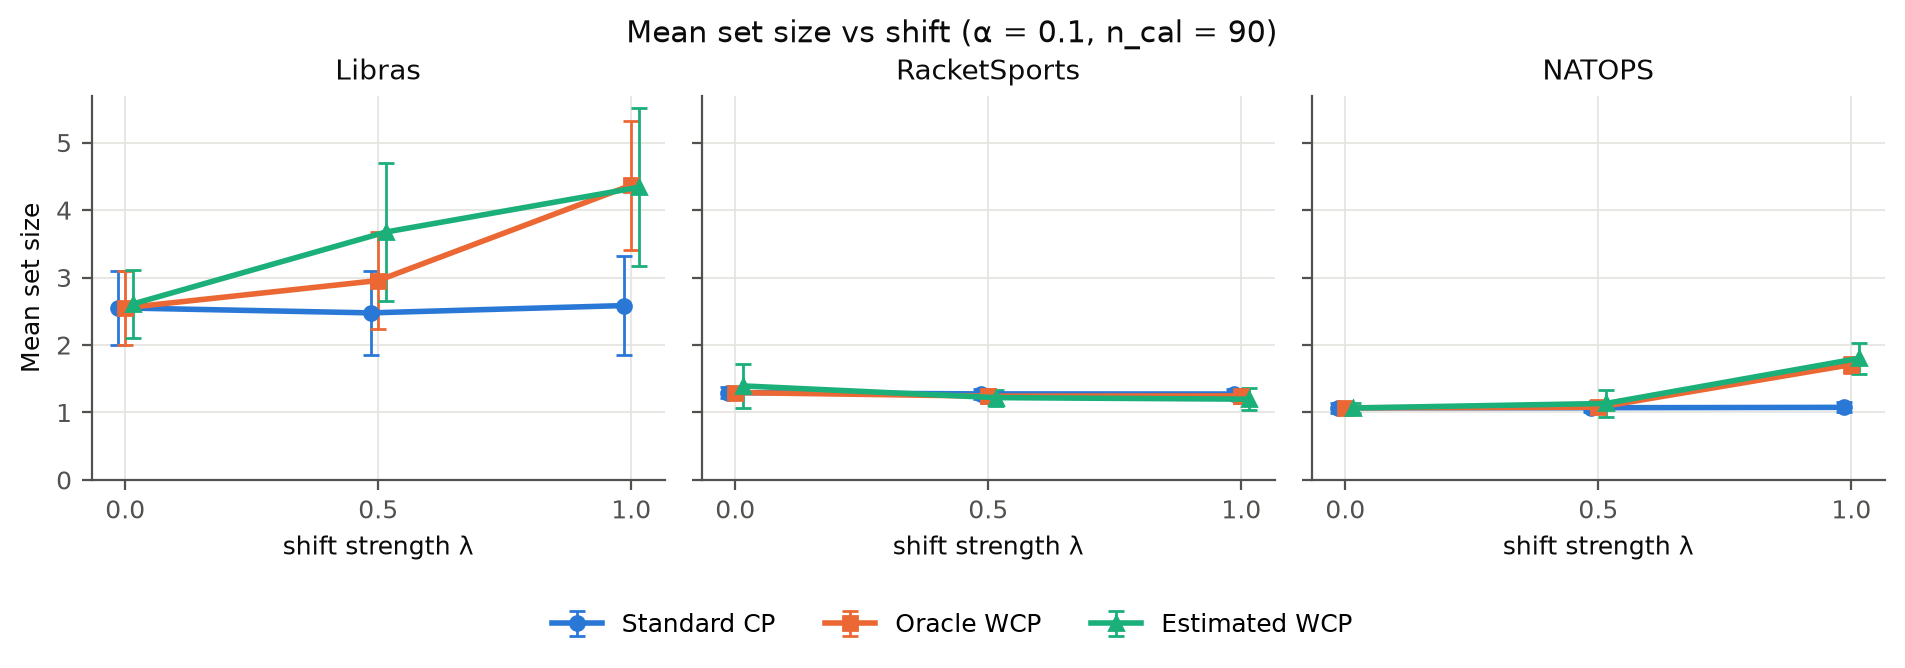 Mean set size vs shift (α = 0.1, n_cal = 90)
Libras
RacketSports
NATOPS
Mean set size
5
4
3
2
1
0
0.0 0.5 1.0
0.0 0.5 1.0
0.0 0.5 1.0
shift strength λ
shift strength λ
shift strength λ
Standard CP
Oracle WCP
Estimated WCP